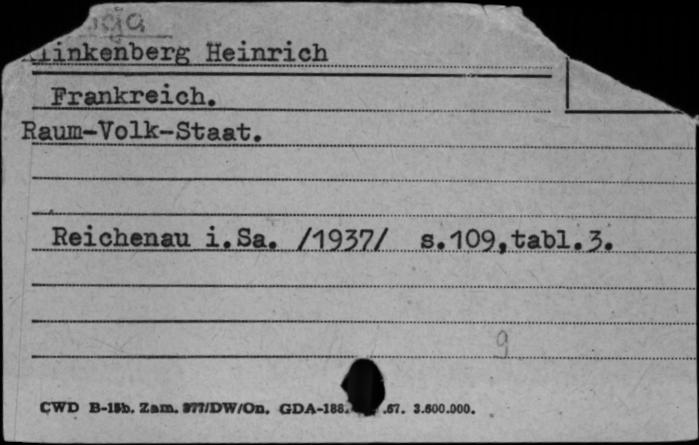 Klinkenberg Heinrich
Frankreich.
Raum-Volk-Staat.
Reichenau i.Sa. /1937/ s.109,tabl.3.
9
CWD B-15b. Zam. 977/DW/On. GDA-188. .67. 3.600.000.